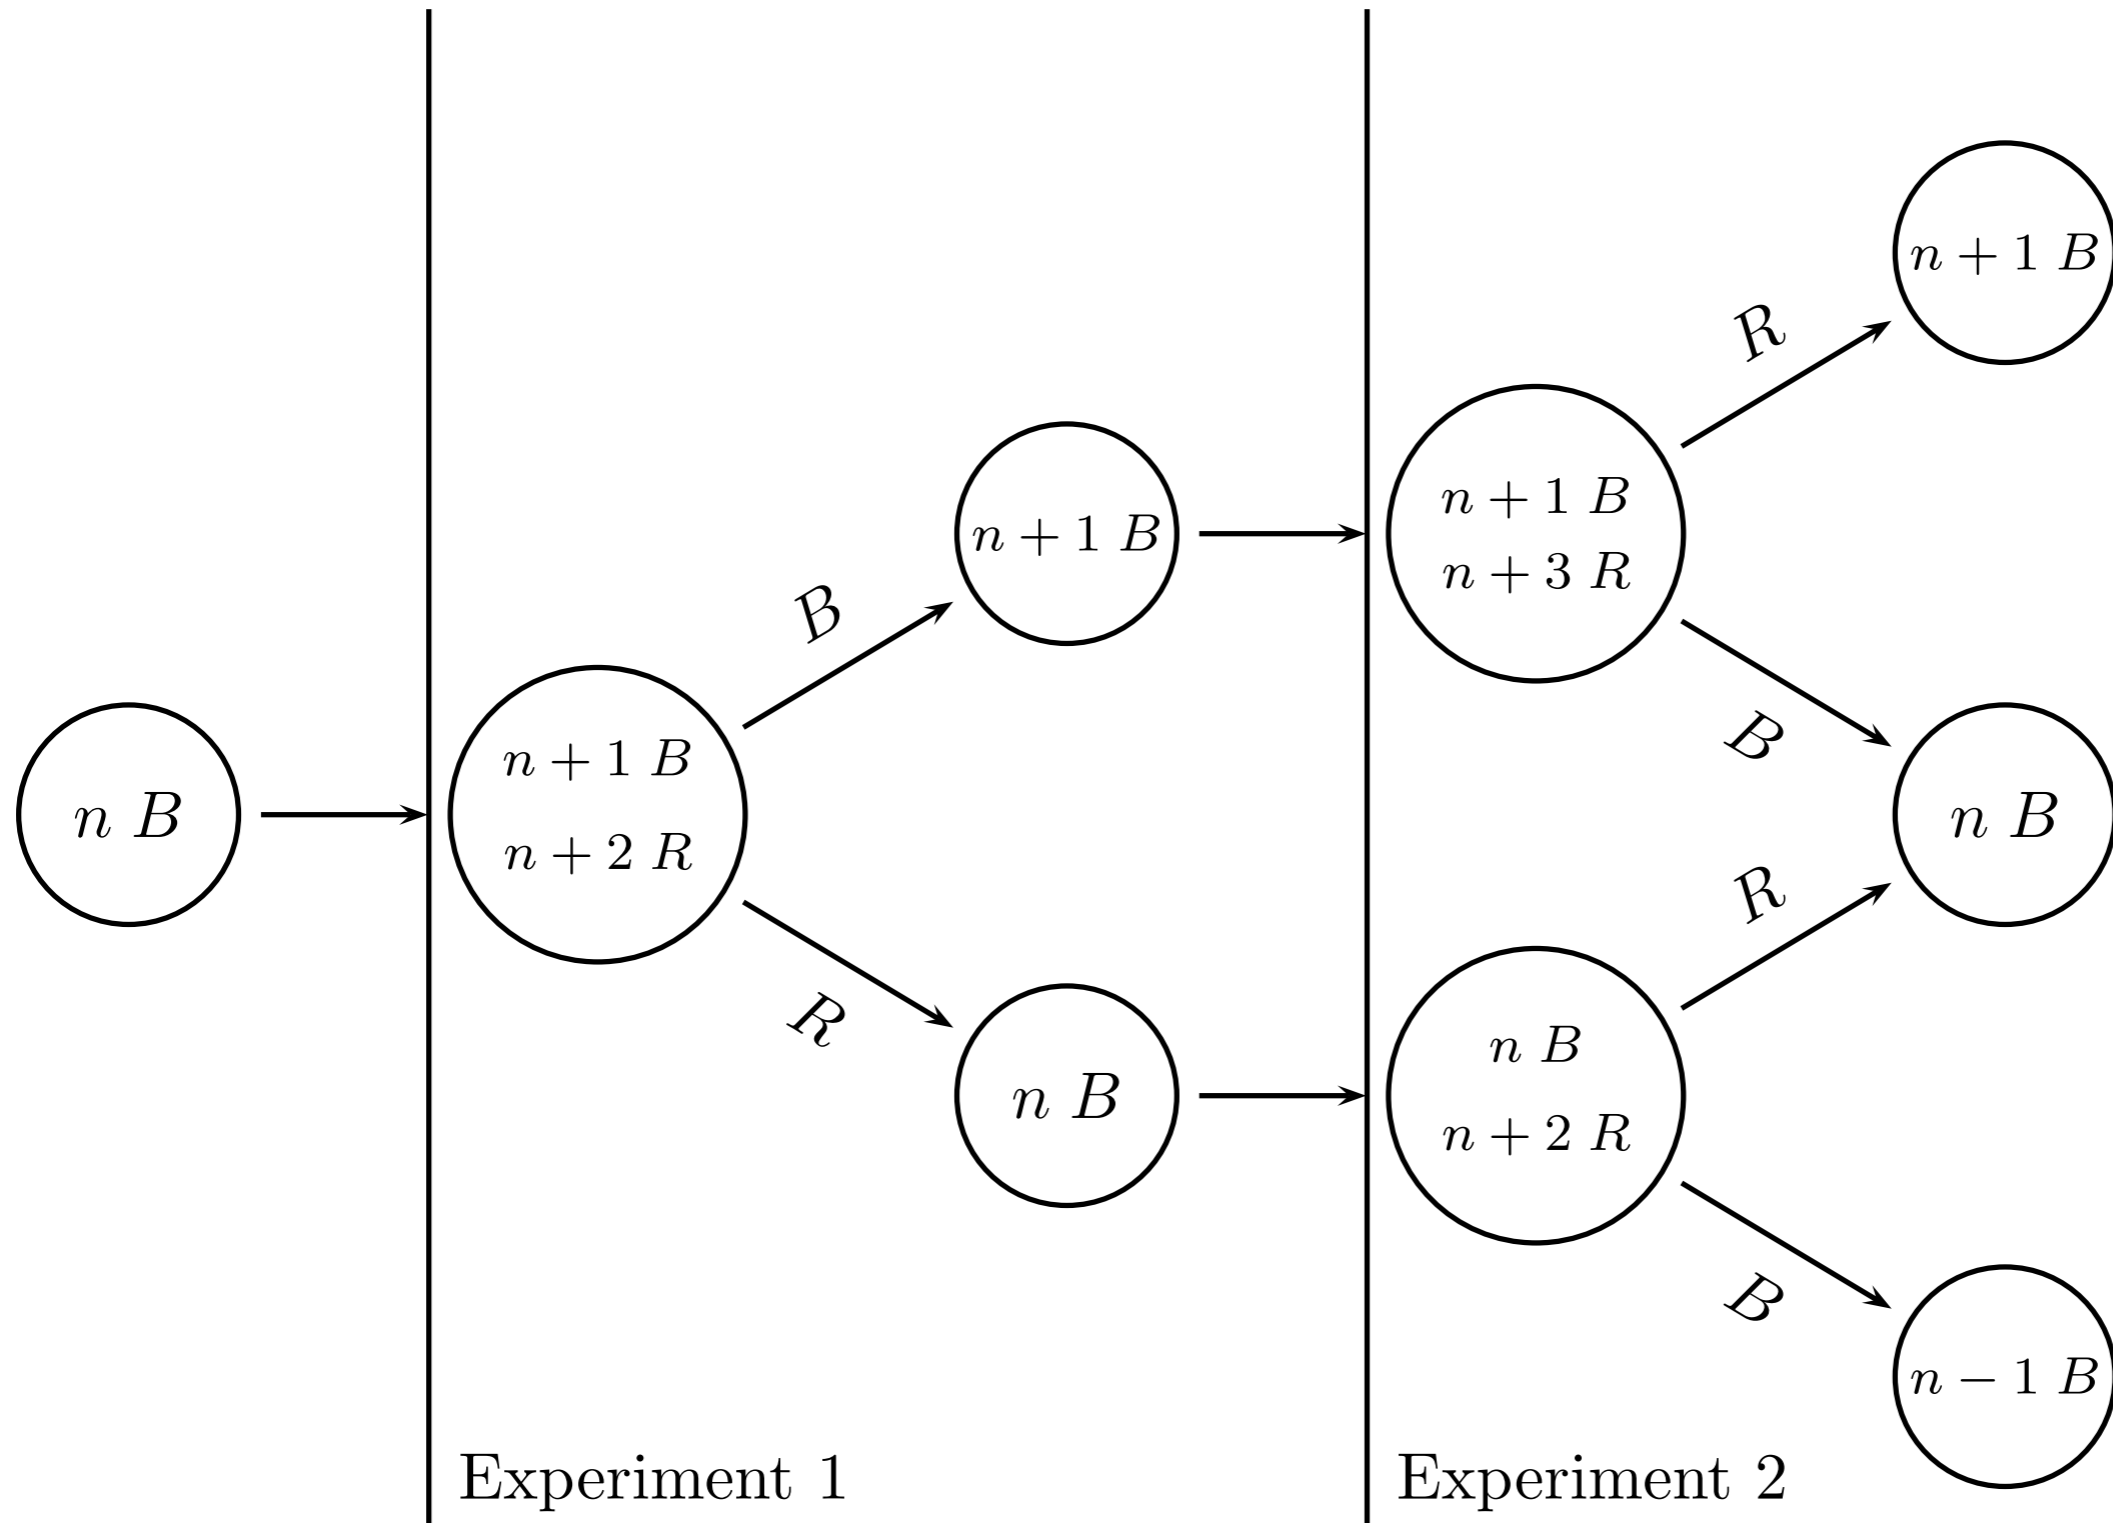 n B
n + 1 B
n + 2 R
B
R
n + 1 B
n B
n + 1 B
n + 3 R
n B
n + 2 R
R
B
R
B
n + 1 B
n B
n − 1 B
Experiment 1
Experiment 2